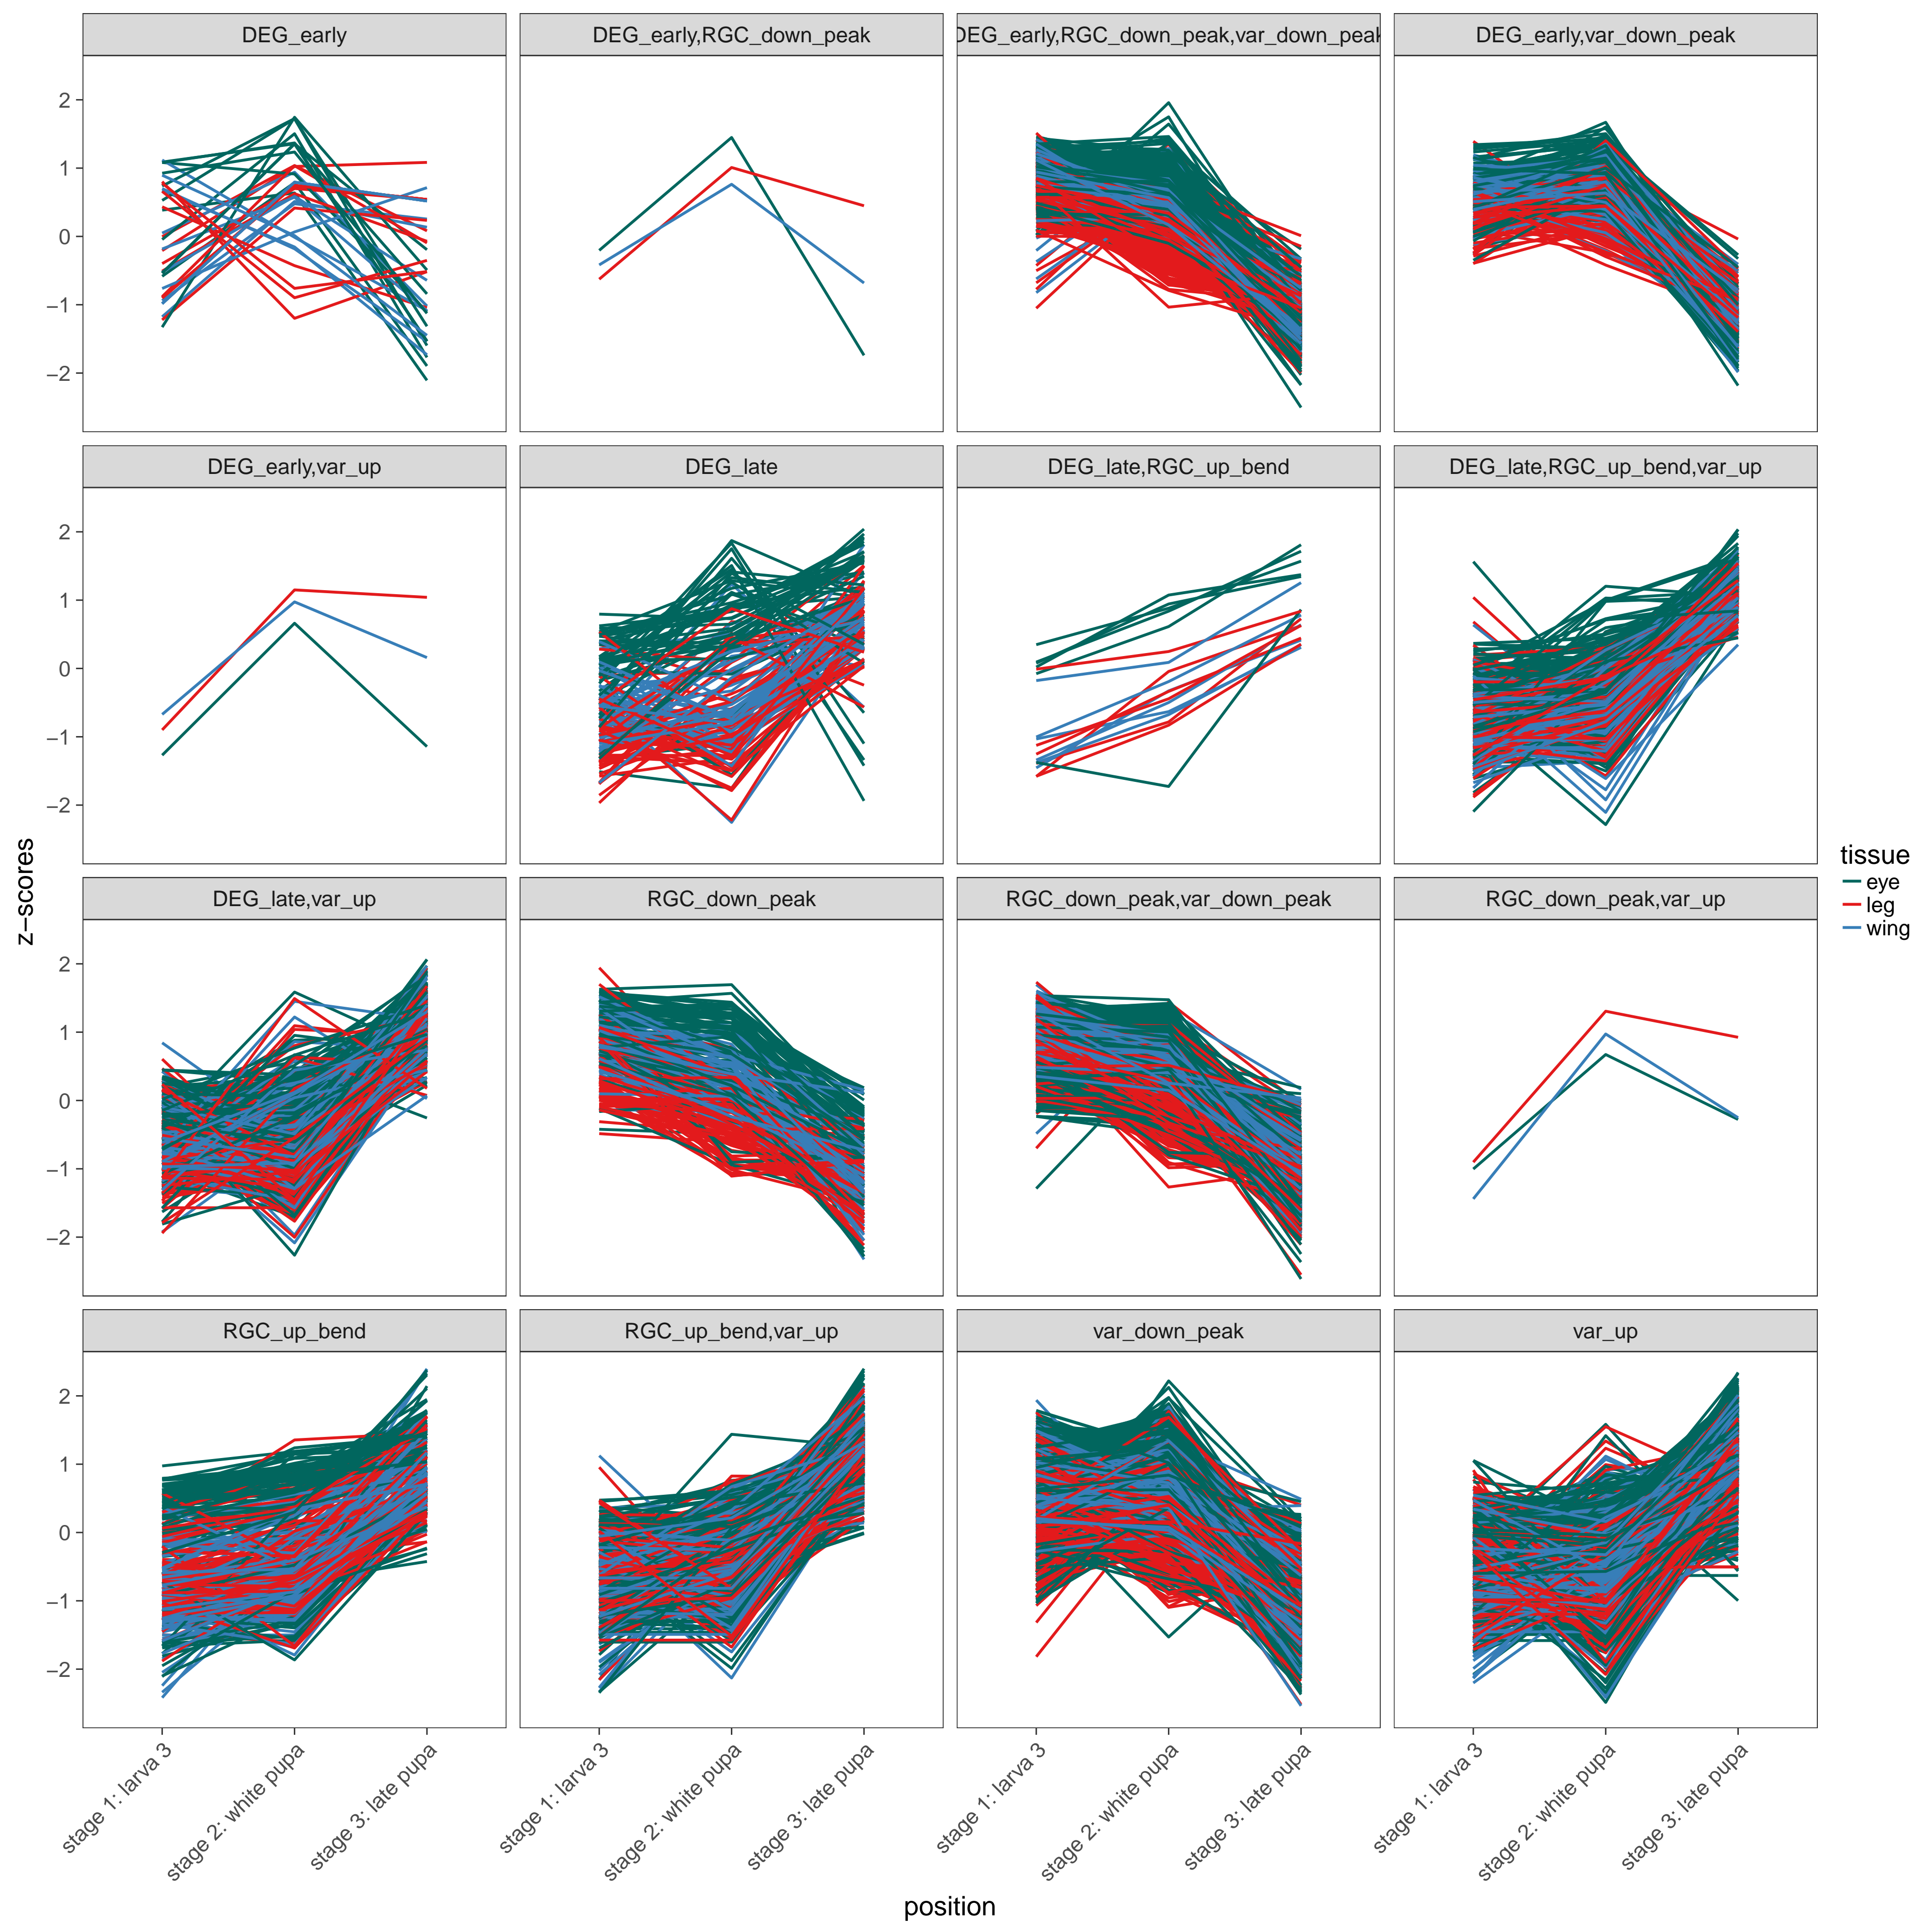 DEG_early
DEG_early,RGC_down_peak
DEG_early,RGC_down_peak,var_down_peak
DEG_early,var_down_peak
2
1
0
−1
−2
DEG_early,var_up
DEG_late
DEG_late,RGC_up_bend
DEG_late,RGC_up_bend,var_up
2
1
0
−1
−2
DEG_late,var_up
RGC_down_peak
RGC_down_peak,var_down_peak
RGC_down_peak,var_up
2
1
0
−1
−2
RGC_up_bend
RGC_up_bend,var_up
var_down_peak
var_up
2
1
0
−1
−2
stage 1: larva 3
stage 2: white pupa
stage 3: late pupa
stage 1: larva 3
stage 2: white pupa
stage 3: late pupa
stage 1: larva 3
stage 2: white pupa
stage 3: late pupa
stage 1: larva 3
stage 2: white pupa
stage 3: late pupa
position
z−scores
tissue
eye
leg
wing